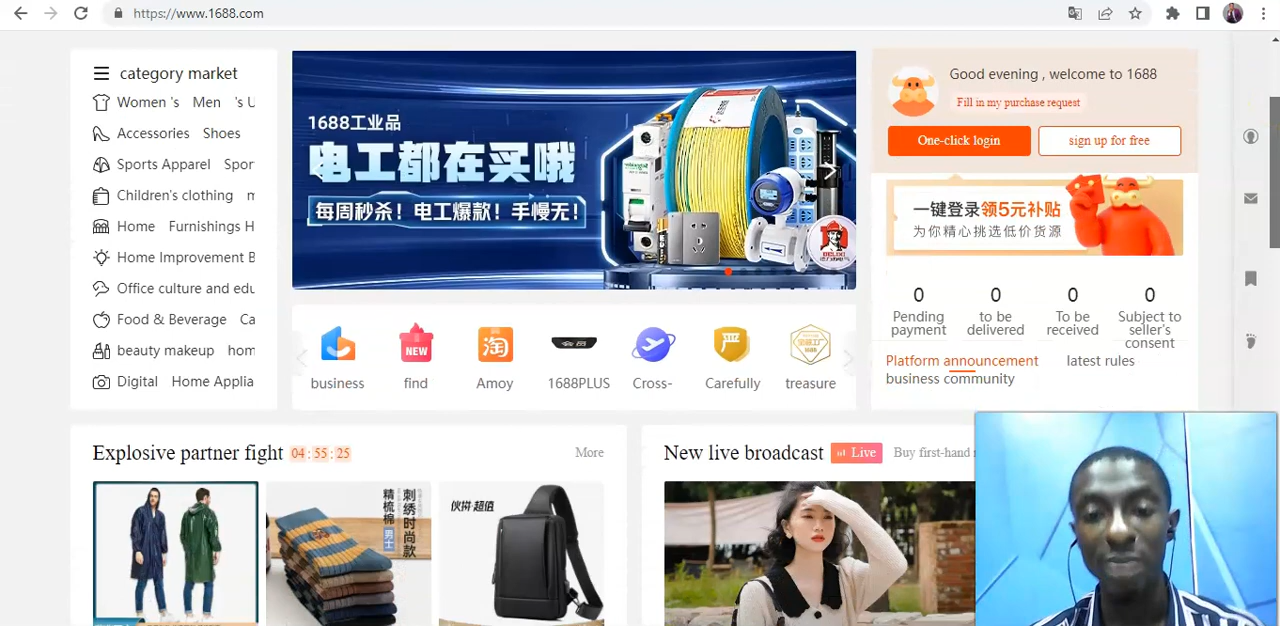 https://www.1688.com
category market
Women 's Men 's U
Accessories Shoes
Sports Apparel Spor
Children's clothing m
Home Furnishings H
Home Improvement B
Office culture and edu
Food & Beverage Ca
beauty makeup hom
Digital Home Applia
1688工业品
电工都在买哦
每周秒杀！电工爆款！手慢无！
DELIXI
Good evening , welcome to 1688
Fill in my purchase request
One-click login
sign up for free
一键登录领5元补贴
为你精心挑选低价货源
0 0 0 0
Pending payment
to be delivered
To be received
Subject to seller's consent
Platform announcement latest rules
business community
NEW
淘
会员
严
business find Amoy 1688PLUS Cross- Carefully treasure
Explosive partner fight 04 : 55 : 25 More
刺绣时尚款
精梳棉
男士
伙拼·超值
New live broadcast Live Buy first-hand